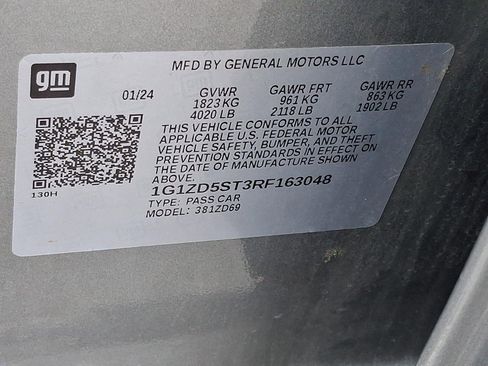 gm
MFD BY GENERAL MOTORS LLC
01/24 GVWR GAWR FRT GAWR RR
1823 KG 961 KG 863 KG
4020 LB 2118 LB 1902 LB
THIS VEHICLE CONFORMS TO ALL
APPLICABLE U.S. FEDERAL MOTOR
VEHICLE SAFETY, BUMPER, AND THEFT
PREVENTION STANDARDS IN EFFECT ON
THE DATE OF MANUFACTURE SHOWN
ABOVE.
1G1ZD5ST3RF163048
TYPE: PASS CAR
MODEL: 381ZD69
130H